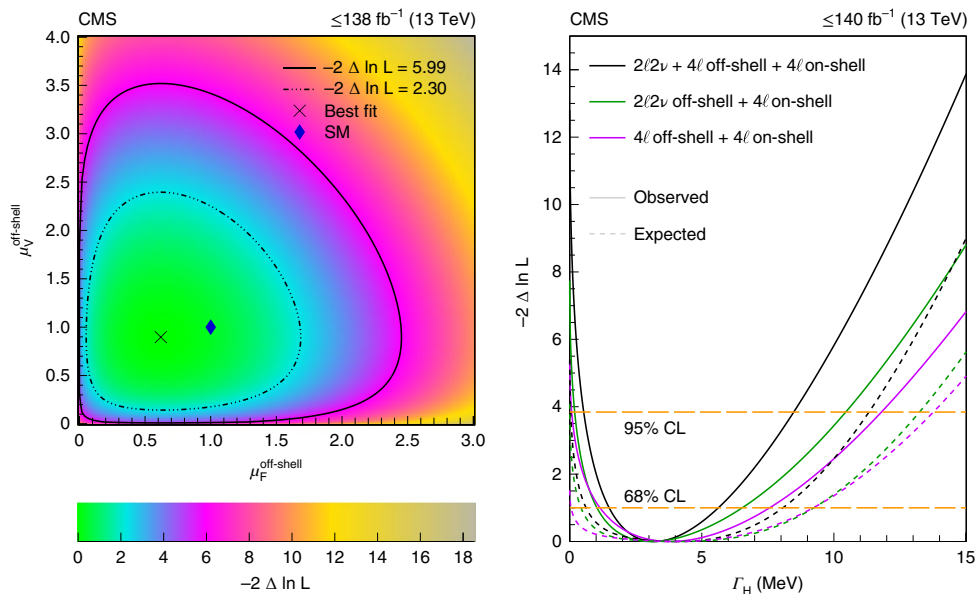 CMS
≤138 fb⁻¹ (13 TeV)
4.0
3.5
3.0
2.5
2.0
1.5
1.0
0.5
0
−2 Δ ln L = 5.99
−2 Δ ln L = 2.30
Best fit
SM
μ_V^off-shell
0 0.5 1.0 1.5 2.0 2.5 3.0
μ_F^off-shell
0 2 4 6 8 10 12 14 16 18
−2 Δ ln L
CMS
≤140 fb⁻¹ (13 TeV)
14
12
10
8
6
4
2
0
2ℓ2ν + 4ℓ off-shell + 4ℓ on-shell
2ℓ2ν off-shell + 4ℓ on-shell
4ℓ off-shell + 4ℓ on-shell
Observed
Expected
−2 Δ ln L
95% CL
68% CL
0 5 10 15
Γ_H (MeV)